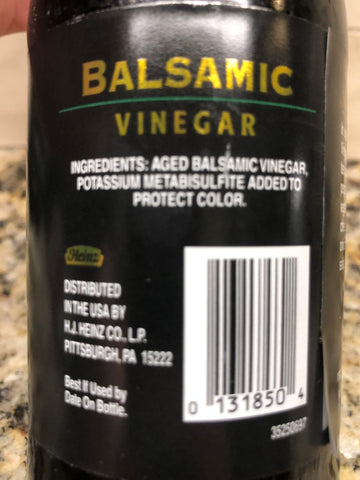 BALSAMIC
VINEGAR
INGREDIENTS: AGED BALSAMIC VINEGAR,
POTASSIUM METABISULFITE ADDED TO
PROTECT COLOR.
Heinz
DISTRIBUTED
IN THE USA BY
H.J. HEINZ CO., L.P.
PITTSBURGH, PA 15222
Best If Used by
Date On Bottle.
0 131850 4
35250697